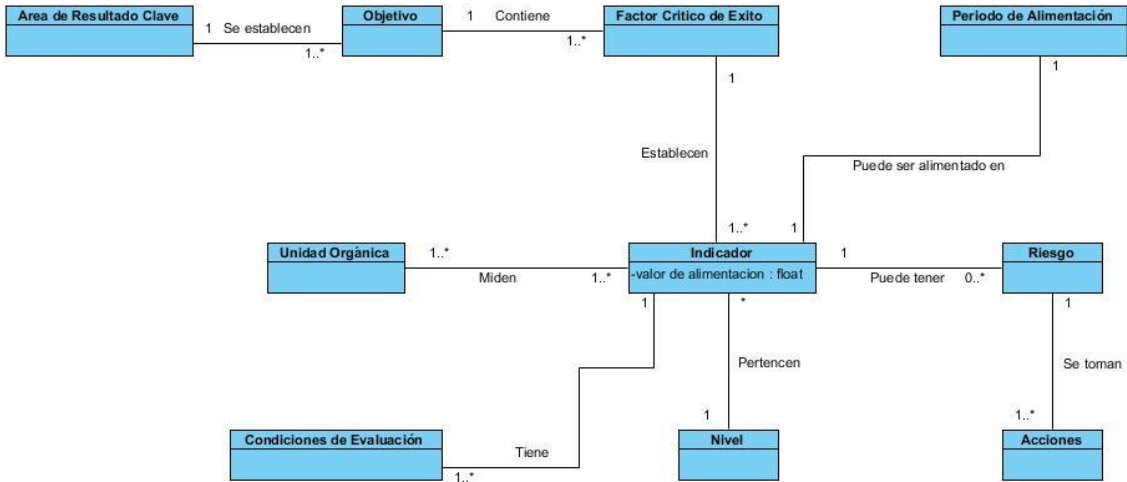 Area de Resultado Clave
1 Se establecen
1..*
Objetivo
1 Contiene
1..*
Factor Critico de Exito
Periodo de Alimentación
1
1
Establecen
Puede ser alimentado en
1..*
1
Unidad Orgánica
1..*
Miden
1..*
Indicador
-valor de alimentacion : float
1
Puede tener
0..*
Riesgo
1
*
1
Pertencen
Se toman
1
1..*
Condiciones de Evaluación
Tiene
1..*
Nivel
Acciones